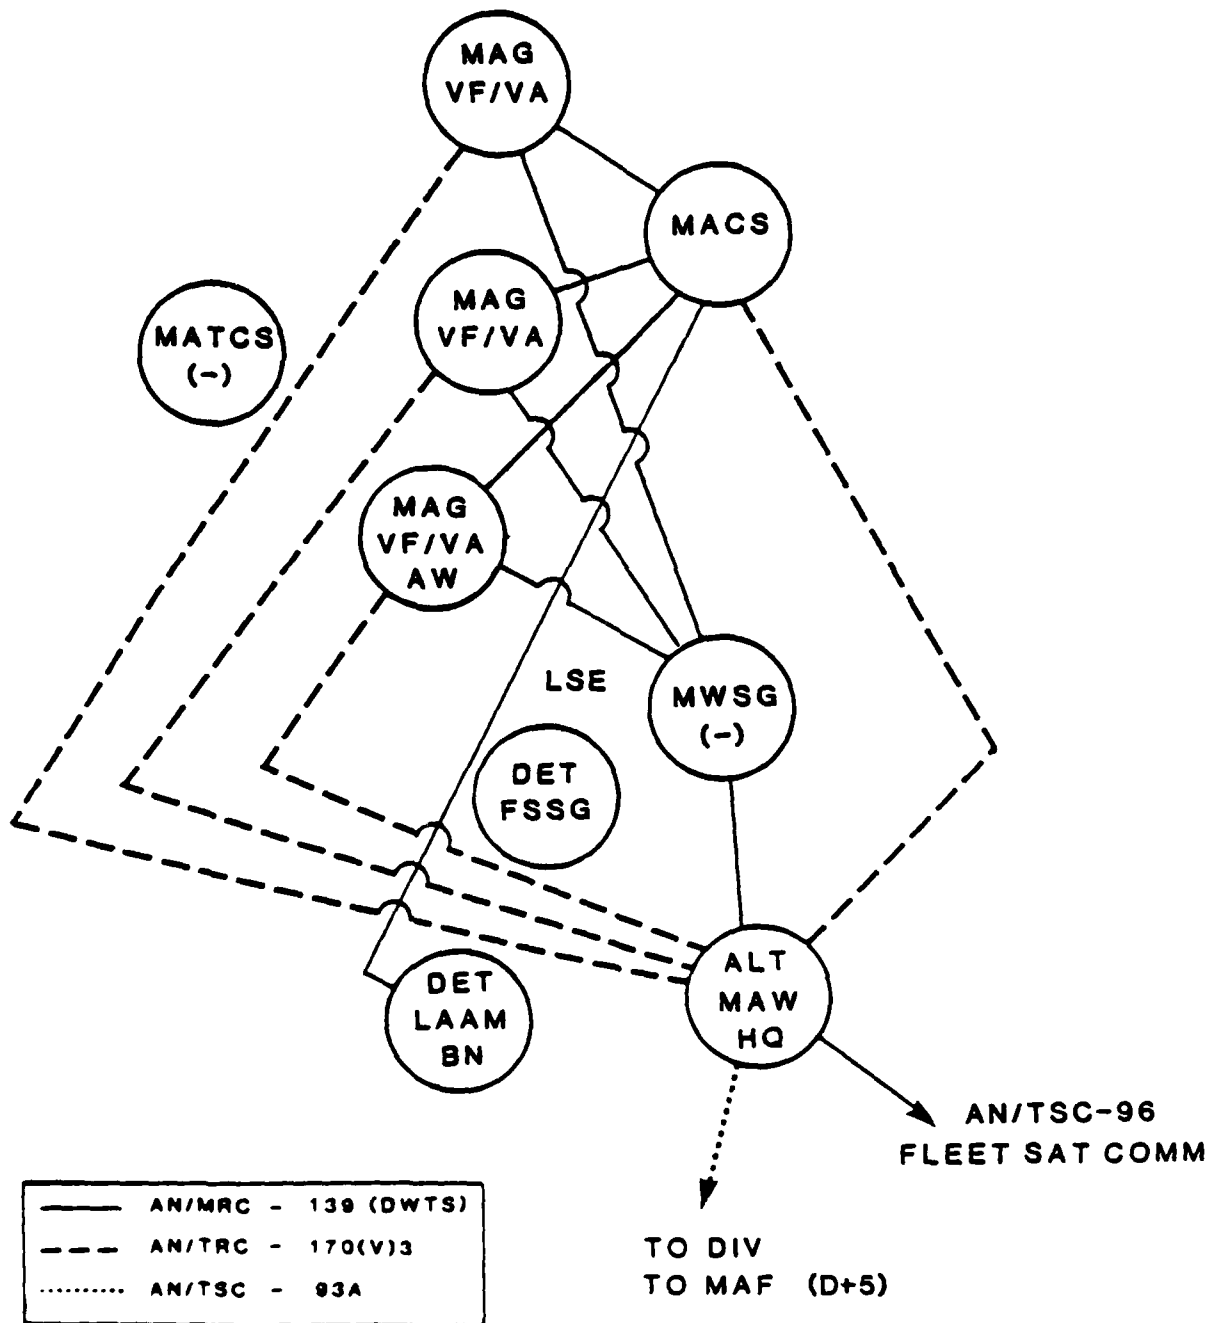 MAG
VF/VA
MACS
MAG
VF/VA
MATCS
(-)
MAG
VF/VA
AW
LSE
MWSG
(-)
DET
FSSG
ALT
MAW
HQ
DET
LAAM
BN
AN/TSC-96
FLEET SAT COMM
TO DIV
TO MAF (D+5)
AN/MRC - 139 (DWTS)
AN/TRC - 170(V)3
AN/TSC - 93A